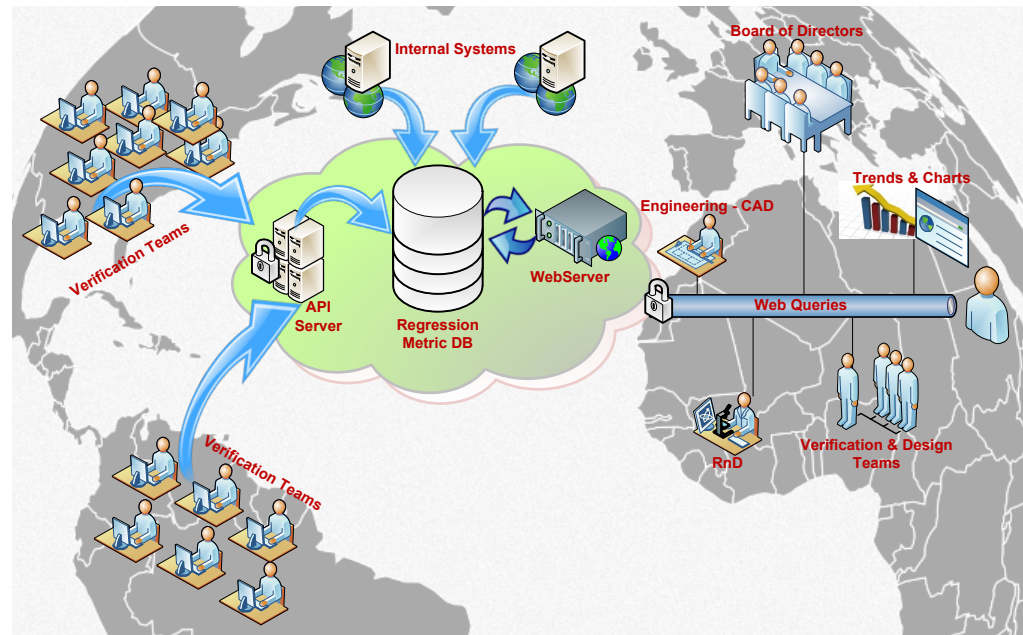 Board of Directors
Internal Systems
Trends & Charts
Engineering - CAD
Verification Teams
WebServer
API
Server
Web Queries
Regression
Metric DB
Verification Teams
Verification & Design
Teams
RnD